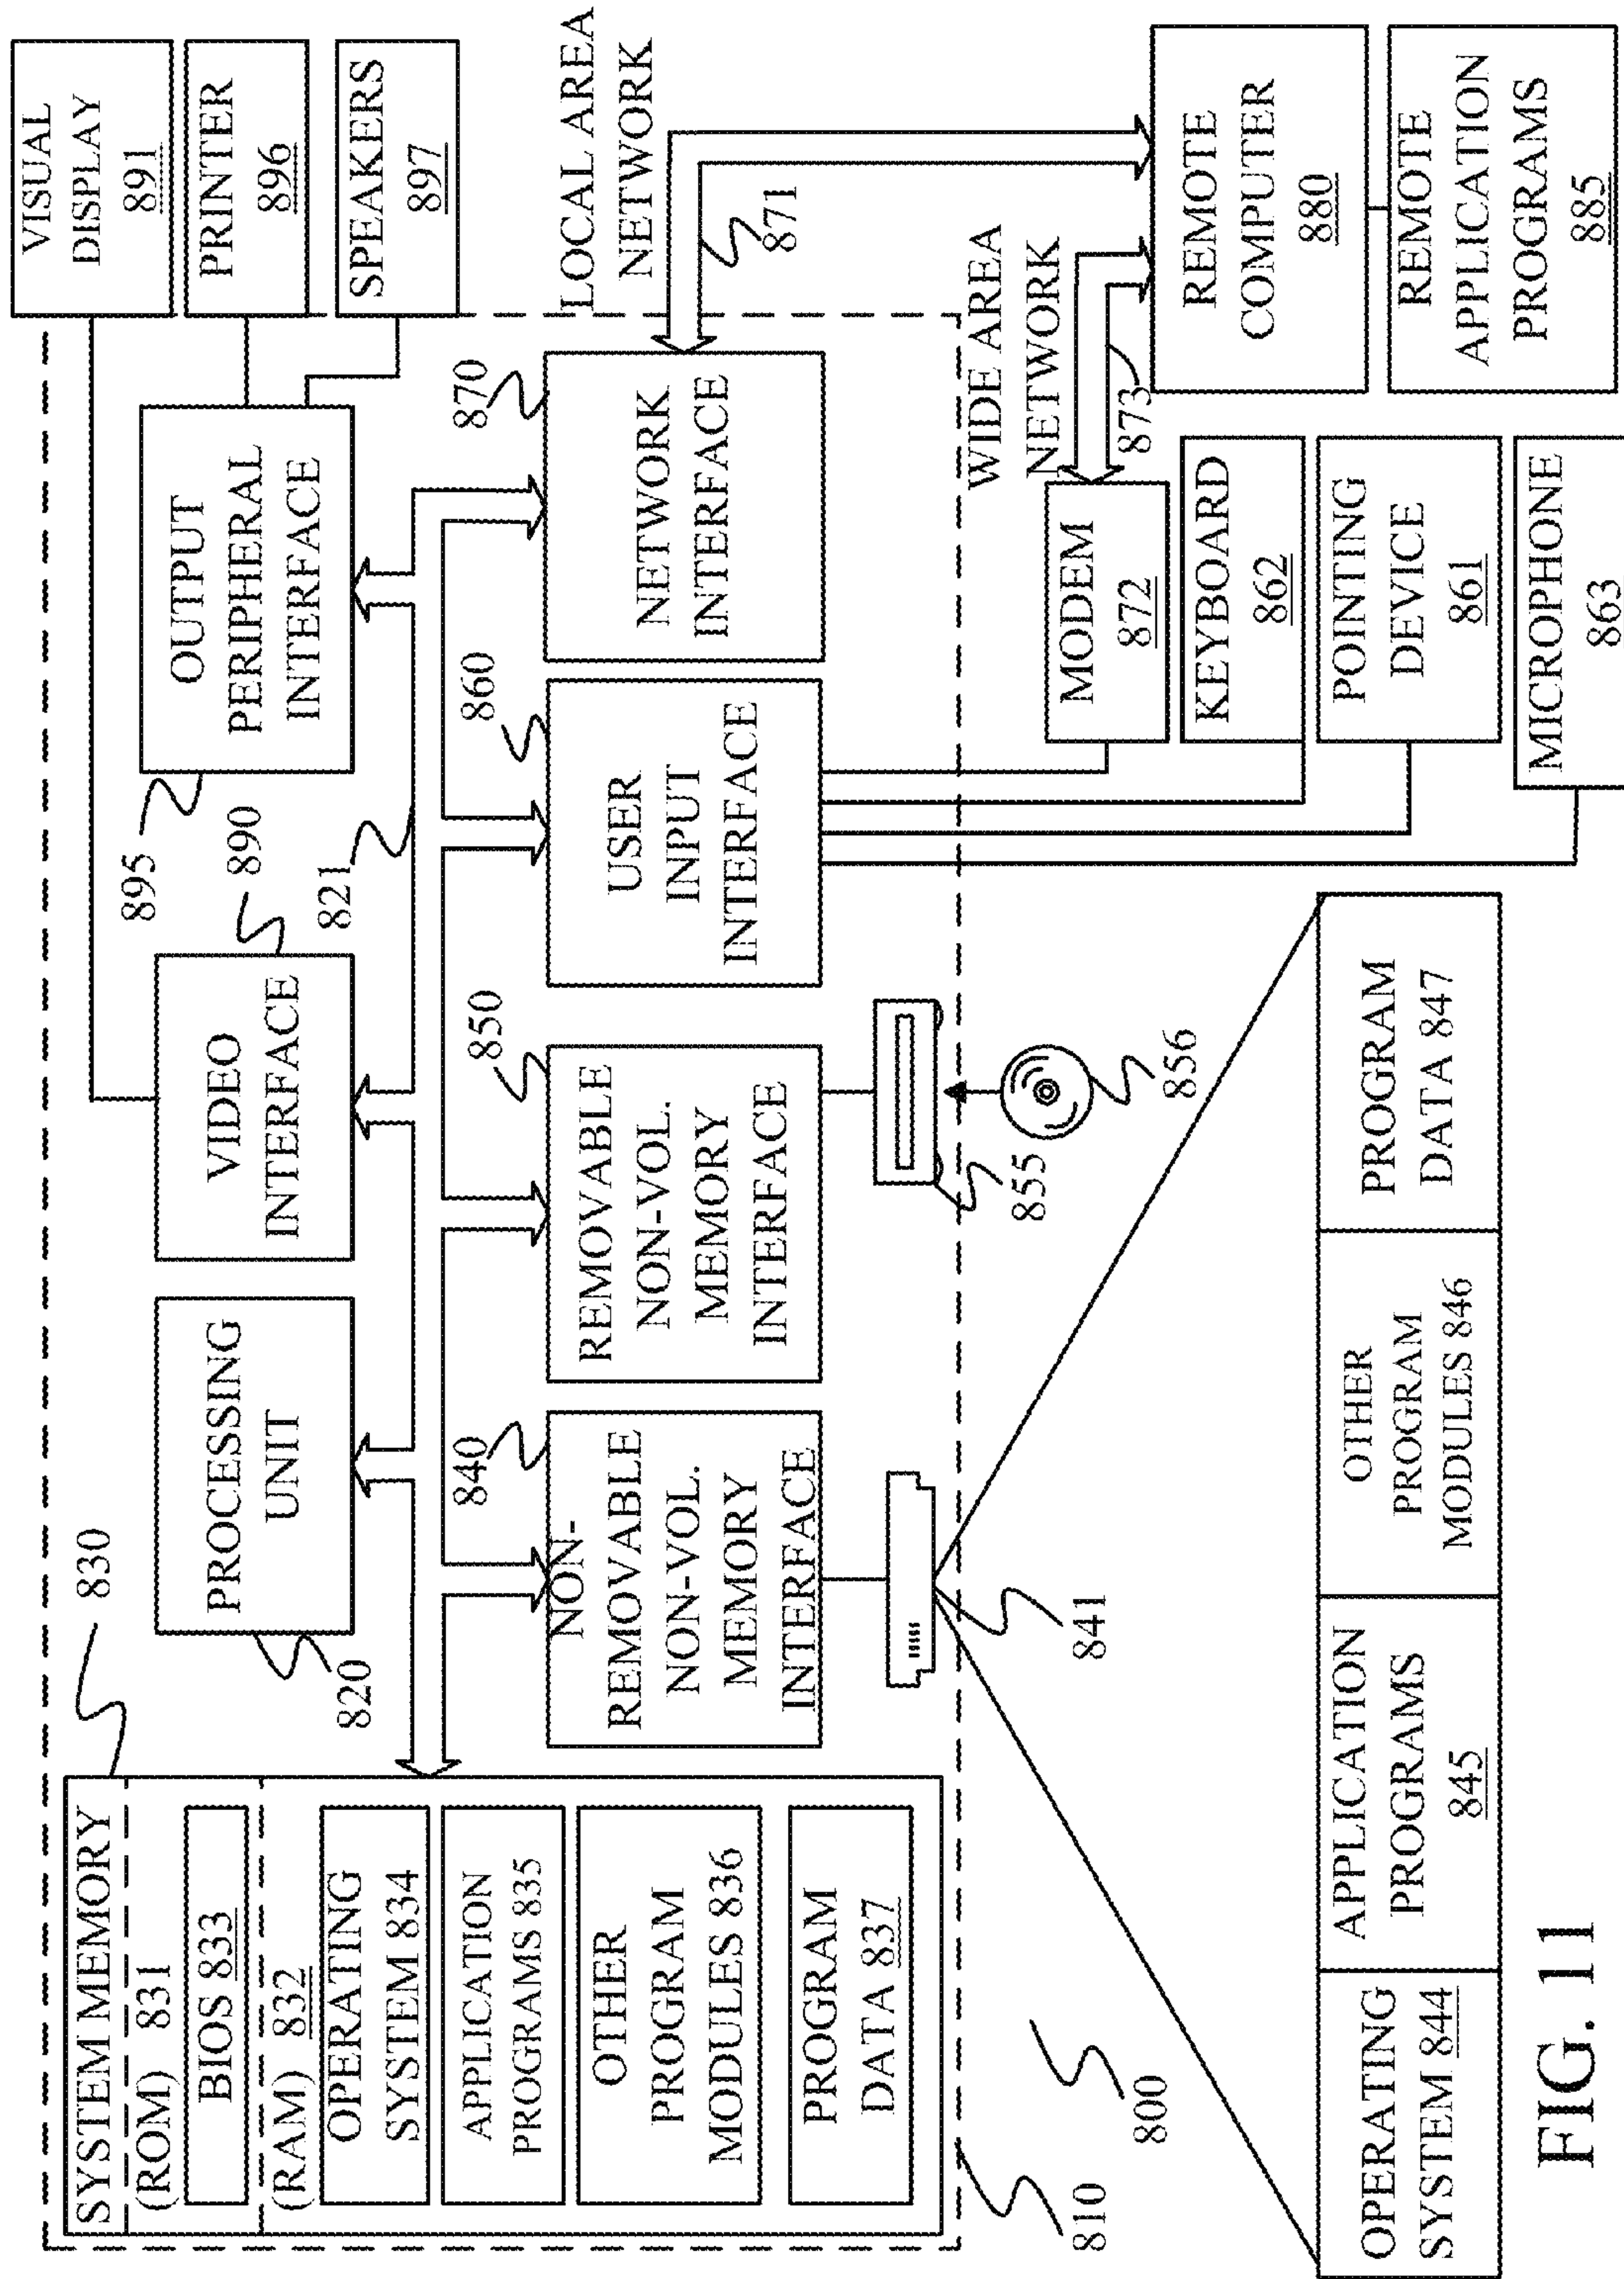 SYSTEM MEMORY
(ROM) 831
BIOS 833
(RAM) 832
OPERATING
SYSTEM 834
APPLICATION
PROGRAMS 835
OTHER
PROGRAM
MODULES 836
PROGRAM
DATA 837
830
PROCESSING
UNIT
820
VIDEO
INTERFACE
890
OUTPUT
PERIPHERAL
INTERFACE
895
821
VISUAL
DISPLAY
891
PRINTER
896
SPEAKERS
897
NON-
REMOVABLE
NON-VOL.
MEMORY
INTERFACE
840
REMOVABLE
NON-VOL.
MEMORY
INTERFACE
850
USER
INPUT
INTERFACE
860
NETWORK
INTERFACE
870
LOCAL AREA
NETWORK
871
841
855
856
810
800
WIDE AREA
NETWORK
873
MODEM
872
KEYBOARD
862
POINTING
DEVICE
861
MICROPHONE
863
REMOTE
COMPUTER
880
REMOTE
APPLICATION
PROGRAMS
885
OPERATING
SYSTEM 844
APPLICATION
PROGRAMS
845
OTHER
PROGRAM
MODULES 846
PROGRAM
DATA 847
FIG. 11